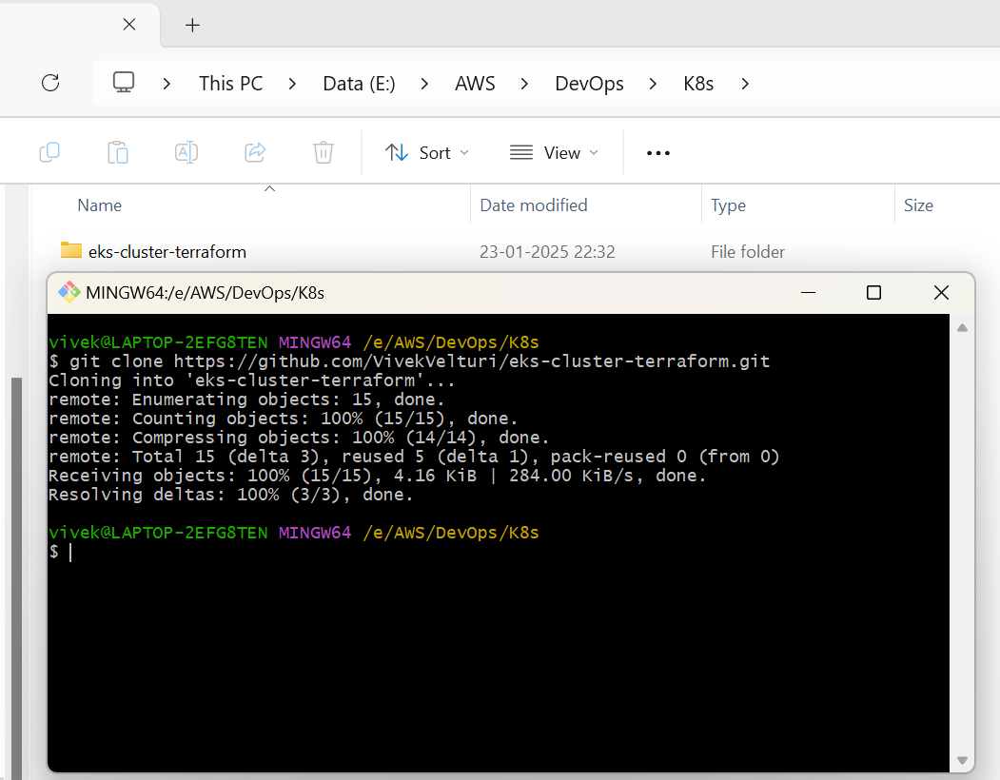 This PC > Data (E:) > AWS > DevOps > K8s >
Sort View
Name Date modified Type Size
eks-cluster-terraform 23-01-2025 22:32 File folder
MINGW64:/e/AWS/DevOps/K8s
vivek@LAPTOP-2EFG8TEN MINGW64 /e/AWS/DevOps/K8s
$ git clone https://github.com/VivekVelturi/eks-cluster-terraform.git
Cloning into 'eks-cluster-terraform'...
remote: Enumerating objects: 15, done.
remote: Counting objects: 100% (15/15), done.
remote: Compressing objects: 100% (14/14), done.
remote: Total 15 (delta 3), reused 5 (delta 1), pack-reused 0 (from 0)
Receiving objects: 100% (15/15), 4.16 KiB | 284.00 KiB/s, done.
Resolving deltas: 100% (3/3), done.
vivek@LAPTOP-2EFG8TEN MINGW64 /e/AWS/DevOps/K8s
$